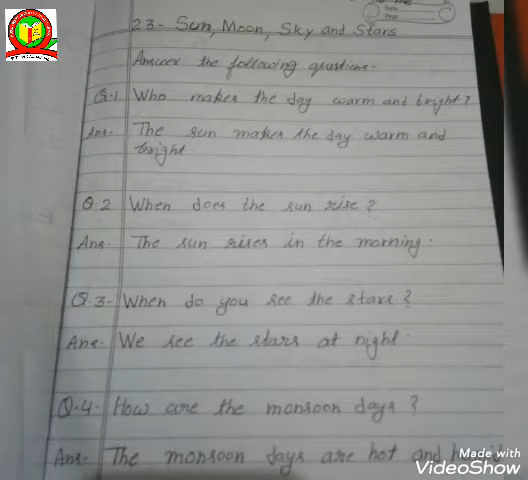 23- Sun, Moon, Sky and Stars
Answer the following questions-
Q.1 Who makes the day warm and bright?
Ans- The sun makes the day warm and
bright
Q.2 When does the sun rise?
Ans- The sun rises in the morning.
Q.3- When do you see the stars?
Ans- We see the stars at night.
Q.4 How are the monsoon days?
Ans- The monsoon days are hot and
Made with
VideoShow